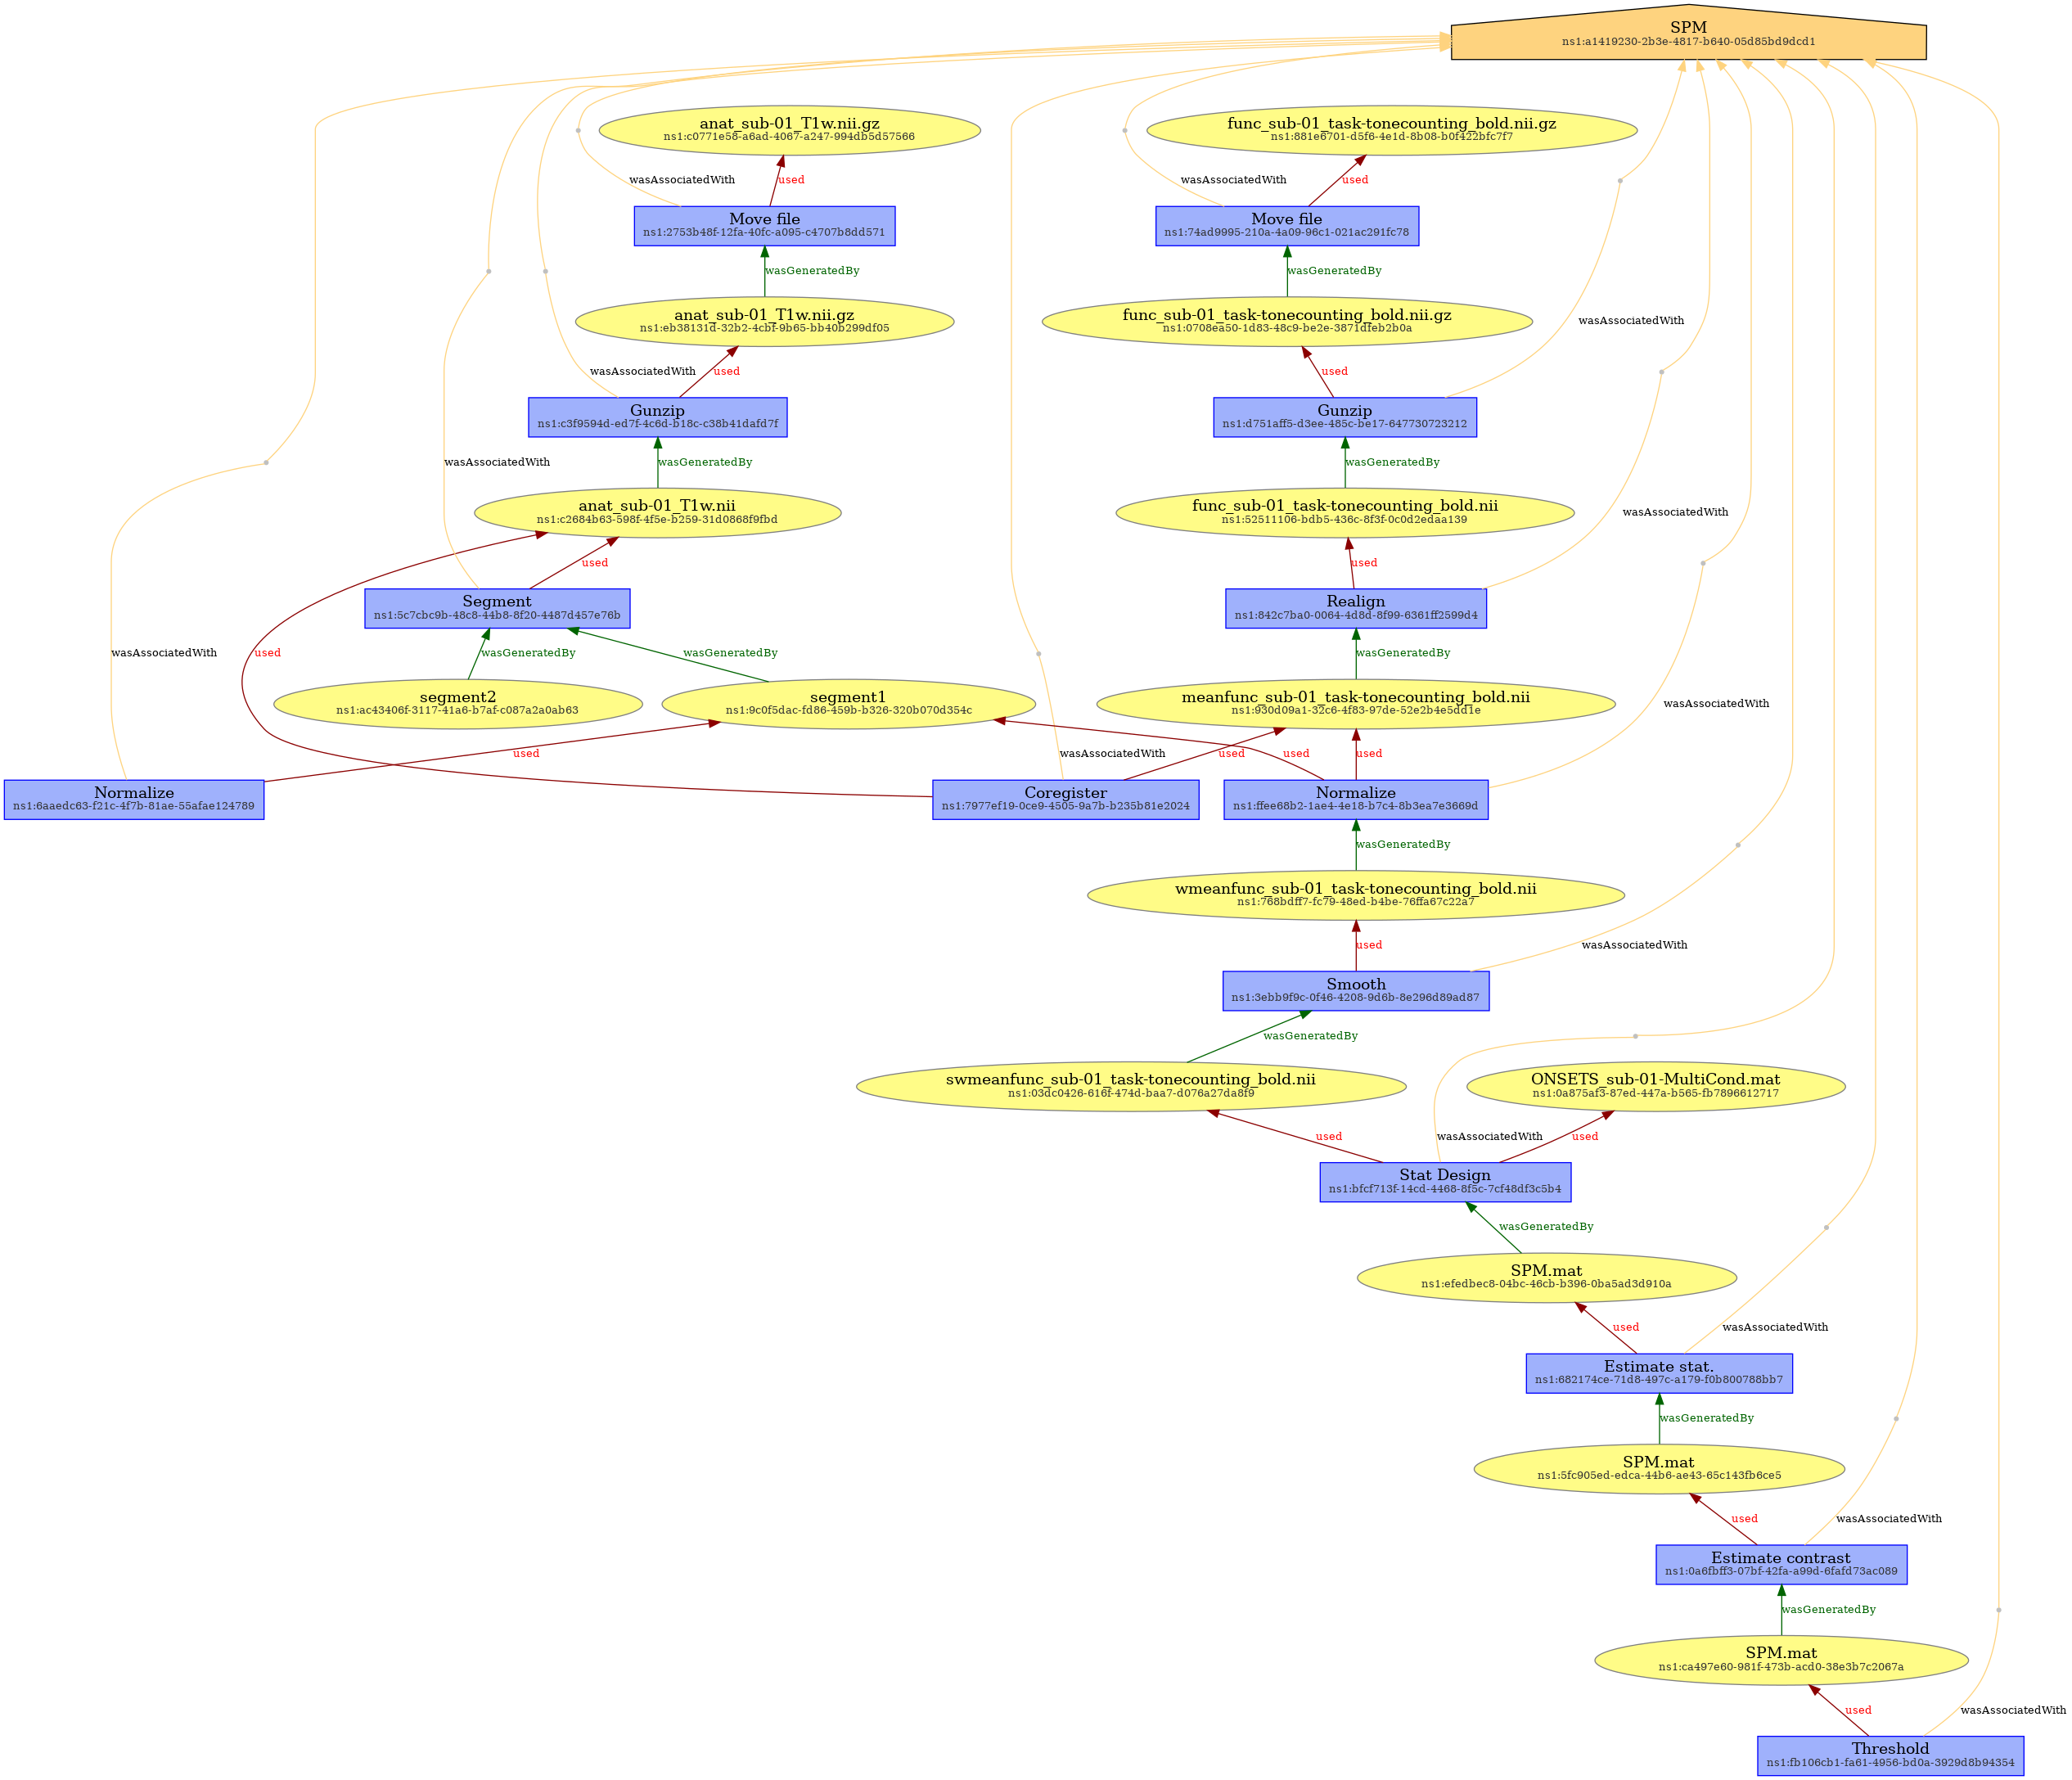 SPM
ns1:a1419230-2b3e-4817-b640-05d85bd9dcd1
anat_sub-01_T1w.nii.gz
ns1:c0771e58-a6ad-4067-a247-994db5d57566
func_sub-01_task-tonecounting_bold.nii.gz
ns1:881e6701-d5f6-4e1d-8b08-b0f422bfc7f7
wasAssociatedWith
used
wasAssociatedWith
used
Move file
ns1:2753b48f-12fa-40fc-a095-c4707b8dd571
Move file
ns1:74ad9995-210a-4a09-96c1-021ac291fc78
wasGeneratedBy
wasGeneratedBy
anat_sub-01_T1w.nii.gz
ns1:eb38131d-32b2-4cbf-9b65-bb40b299df05
func_sub-01_task-tonecounting_bold.nii.gz
ns1:0708ea50-1d83-48c9-be2e-3871dfeb2b0a
wasAssociatedWith
wasAssociatedWith
used
used
Gunzip
ns1:c3f9594d-ed7f-4c6d-b18c-c38b41dafd7f
Gunzip
ns1:d751aff5-d3ee-485c-be17-647730723212
wasAssociatedWith
wasGeneratedBy
wasGeneratedBy
anat_sub-01_T1w.nii
ns1:c2684b63-598f-4f5e-b259-31d0868f9fbd
func_sub-01_task-tonecounting_bold.nii
ns1:52511106-bdb5-436c-8f3f-0c0d2edaa139
wasAssociatedWith
used
used
Segment
ns1:5c7cbc9b-48c8-44b8-8f20-4487d457e76b
Realign
ns1:842c7ba0-0064-4d8d-8f99-6361ff2599d4
wasAssociatedWith
used
wasGeneratedBy
wasGeneratedBy
wasGeneratedBy
segment2
ns1:ac43406f-3117-41a6-b7af-c087a2a0ab63
segment1
ns1:9c0f5dac-fd86-459b-b326-320b070d354c
meanfunc_sub-01_task-tonecounting_bold.nii
ns1:930d09a1-32c6-4f83-97de-52e2b4e5dd1e
wasAssociatedWith
used
wasAssociatedWith
used
used
used
Normalize
ns1:6aaedc63-f21c-4f7b-81ae-55afae124789
Coregister
ns1:7977ef19-0ce9-4505-9a7b-b235b81e2024
Normalize
ns1:ffee68b2-1ae4-4e18-b7c4-8b3ea7e3669d
wasGeneratedBy
wmeanfunc_sub-01_task-tonecounting_bold.nii
ns1:768bdff7-fc79-48ed-b4be-76ffa67c22a7
used
wasAssociatedWith
Smooth
ns1:3ebb9f9c-0f46-4208-9d6b-8e296d89ad87
wasGeneratedBy
swmeanfunc_sub-01_task-tonecounting_bold.nii
ns1:03dc0426-616f-474d-baa7-d076a27da8f9
ONSETS_sub-01-MultiCond.mat
ns1:0a875af3-87ed-447a-b565-fb7896612717
used
wasAssociatedWith
used
Stat Design
ns1:bfcf713f-14cd-4468-8f5c-7cf48df3c5b4
wasGeneratedBy
SPM.mat
ns1:efedbec8-04bc-46cb-b396-0ba5ad3d910a
used
wasAssociatedWith
Estimate stat.
ns1:682174ce-71d8-497c-a179-f0b800788bb7
wasGeneratedBy
SPM.mat
ns1:5fc905ed-edca-44b6-ae43-65c143fb6ce5
used
wasAssociatedWith
Estimate contrast
ns1:0a6fbff3-07bf-42fa-a99d-6fafd73ac089
wasGeneratedBy
SPM.mat
ns1:ca497e60-981f-473b-acd0-38e3b7c2067a
used
wasAssociatedWith
Threshold
ns1:fb106cb1-fa61-4956-bd0a-3929d8b94354